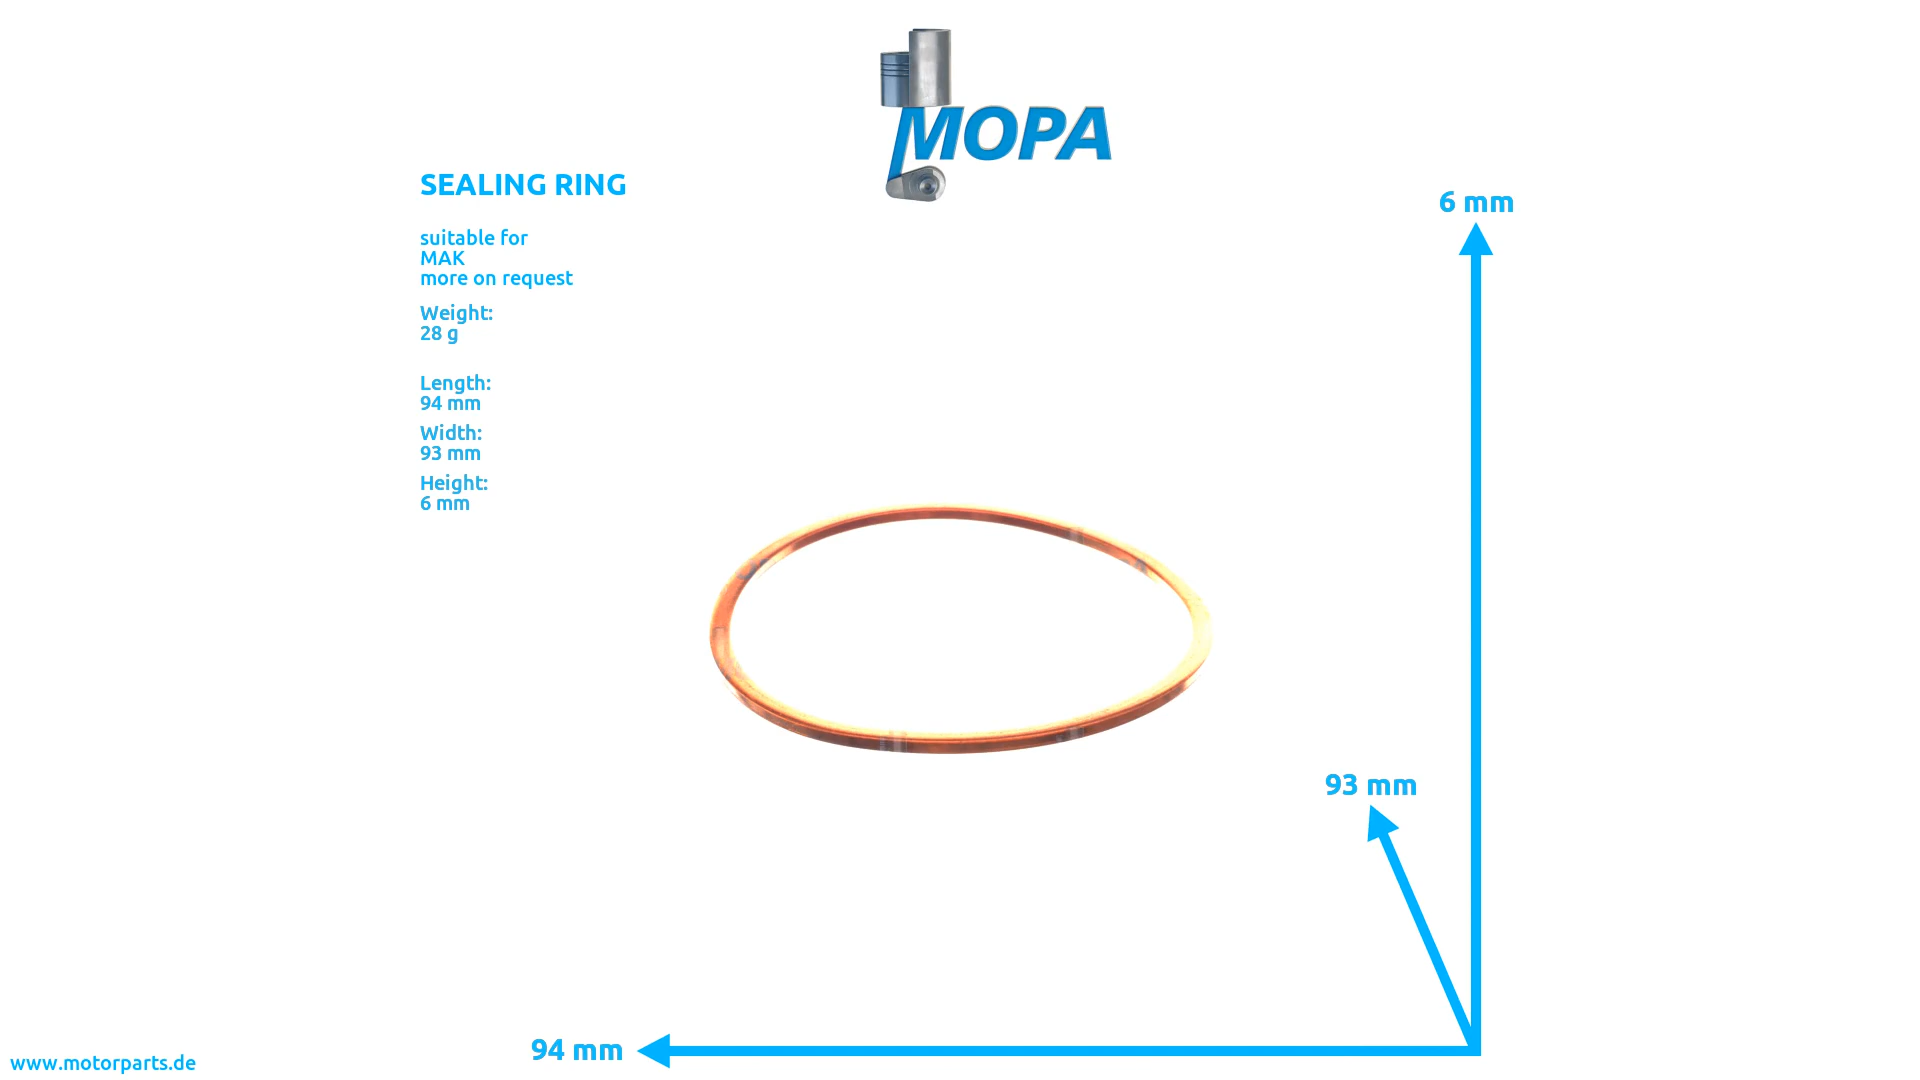 MOPA
SEALING RING
suitable for
MAK
more on request
Weight:
28 g
Length:
94 mm
Width:
93 mm
Height:
6 mm
6 mm
93 mm
94 mm
www.motorparts.de